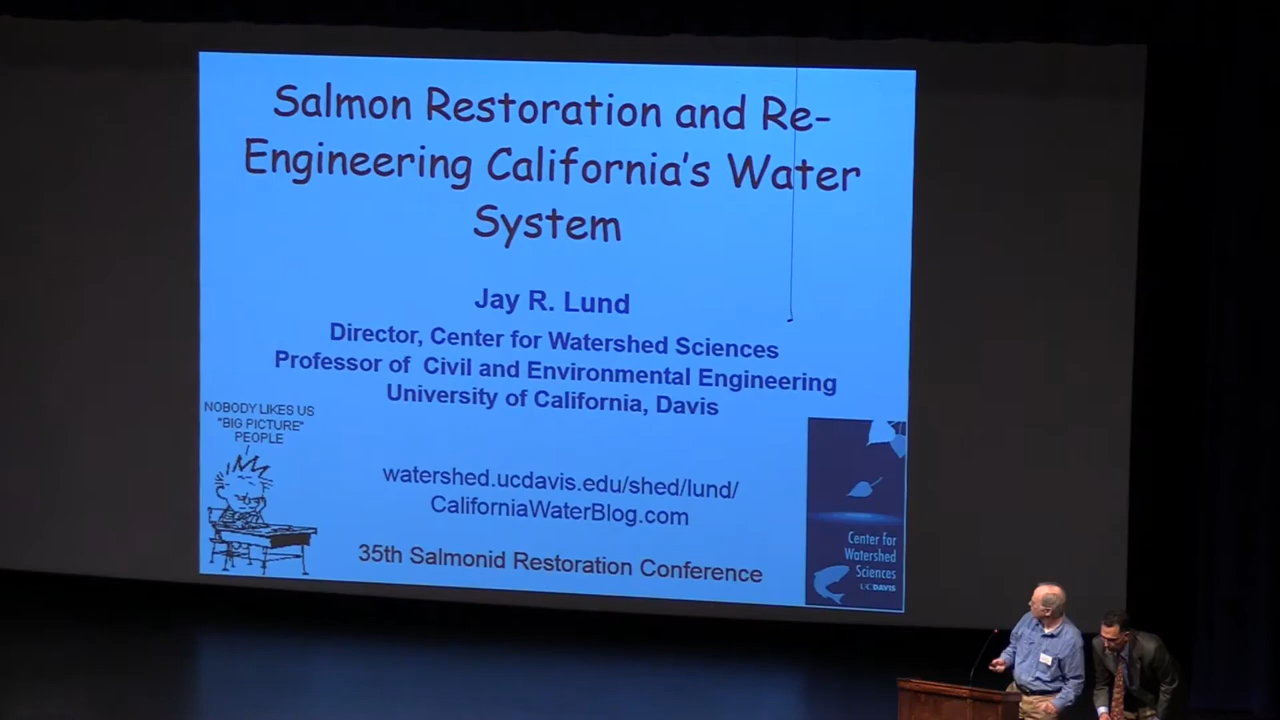 Salmon Restoration and Re-
Engineering California's Water
System
Jay R. Lund
Director, Center for Watershed Sciences
Professor of Civil and Environmental Engineering
University of California, Davis
NOBODY LIKES US
"BIG PICTURE"
PEOPLE
watershed.ucdavis.edu/shed/lund/
CaliforniaWaterBlog.com
35th Salmonid Restoration Conference
Center for
Watershed
Sciences
UCDAVIS